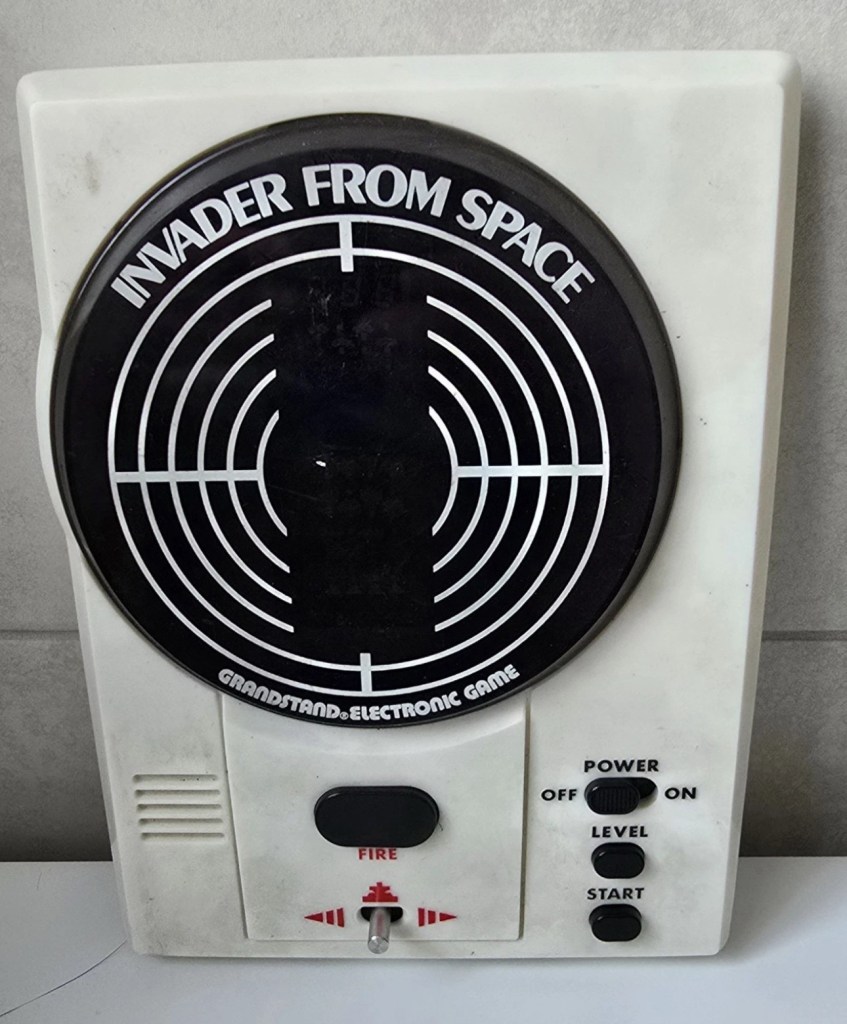 INVADER FROM SPACE
GRANDSTAND® ELECTRONIC GAME
POWER
OFF ON
LEVEL
FIRE
START